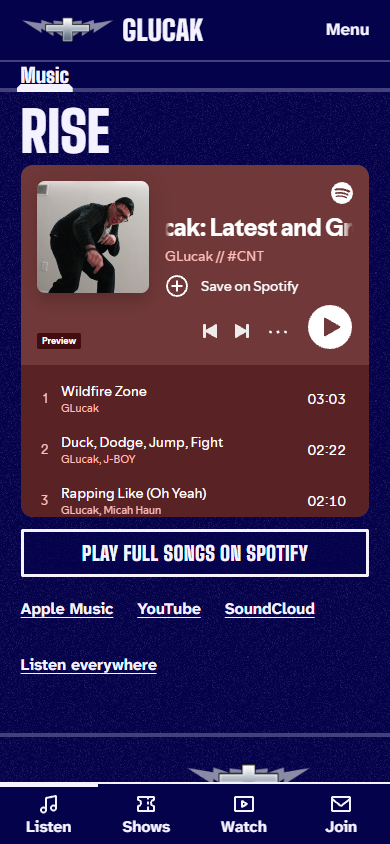 GLUCAK
Menu
Music
RISE
cak: Latest and Gr
GLucak // #CNT
Save on Spotify
Preview
1 Wildfire Zone 03:03
GLucak
2 Duck, Dodge, Jump, Fight 02:22
GLucak, J-BOY
3 Rapping Like (Oh Yeah) 02:10
GLucak, Micah Haun
PLAY FULL SONGS ON SPOTIFY
Apple Music YouTube SoundCloud
Listen everywhere
Listen Shows Watch Join